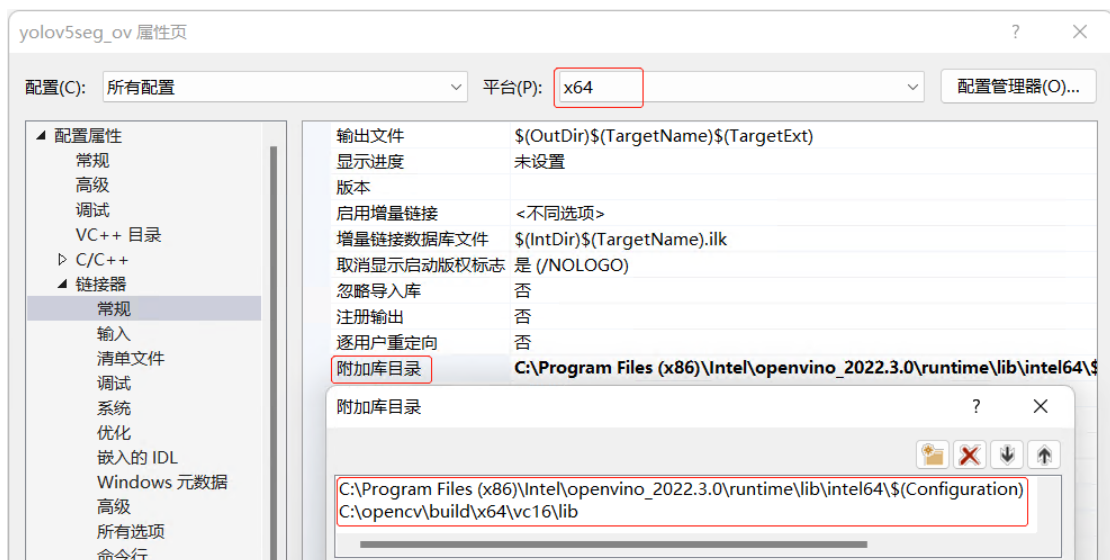 yolov5seg_ov 属性页
配置(C): 所有配置 平台(P): x64 配置管理器(O)...
配置属性
常规
高级
调试
VC++ 目录
C/C++
链接器
常规
输入
清单文件
调试
系统
优化
嵌入的 IDL
Windows 元数据
高级
所有选项
命令行
输出文件 $(OutDir)$(TargetName)$(TargetExt)
显示进度 未设置
版本
启用增量链接 <不同选项>
增量链接数据库文件 $(IntDir)$(TargetName).ilk
取消显示启动版权标志 是 (/NOLOGO)
忽略导入库 否
注册输出 否
逐用户重定向 否
附加库目录 C:\Program Files (x86)\Intel\openvino_2022.3.0\runtime\lib\intel64\$
附加库目录
C:\Program Files (x86)\Intel\openvino_2022.3.0\runtime\lib\intel64\$(Configuration)
C:\opencv\build\x64\vc16\lib